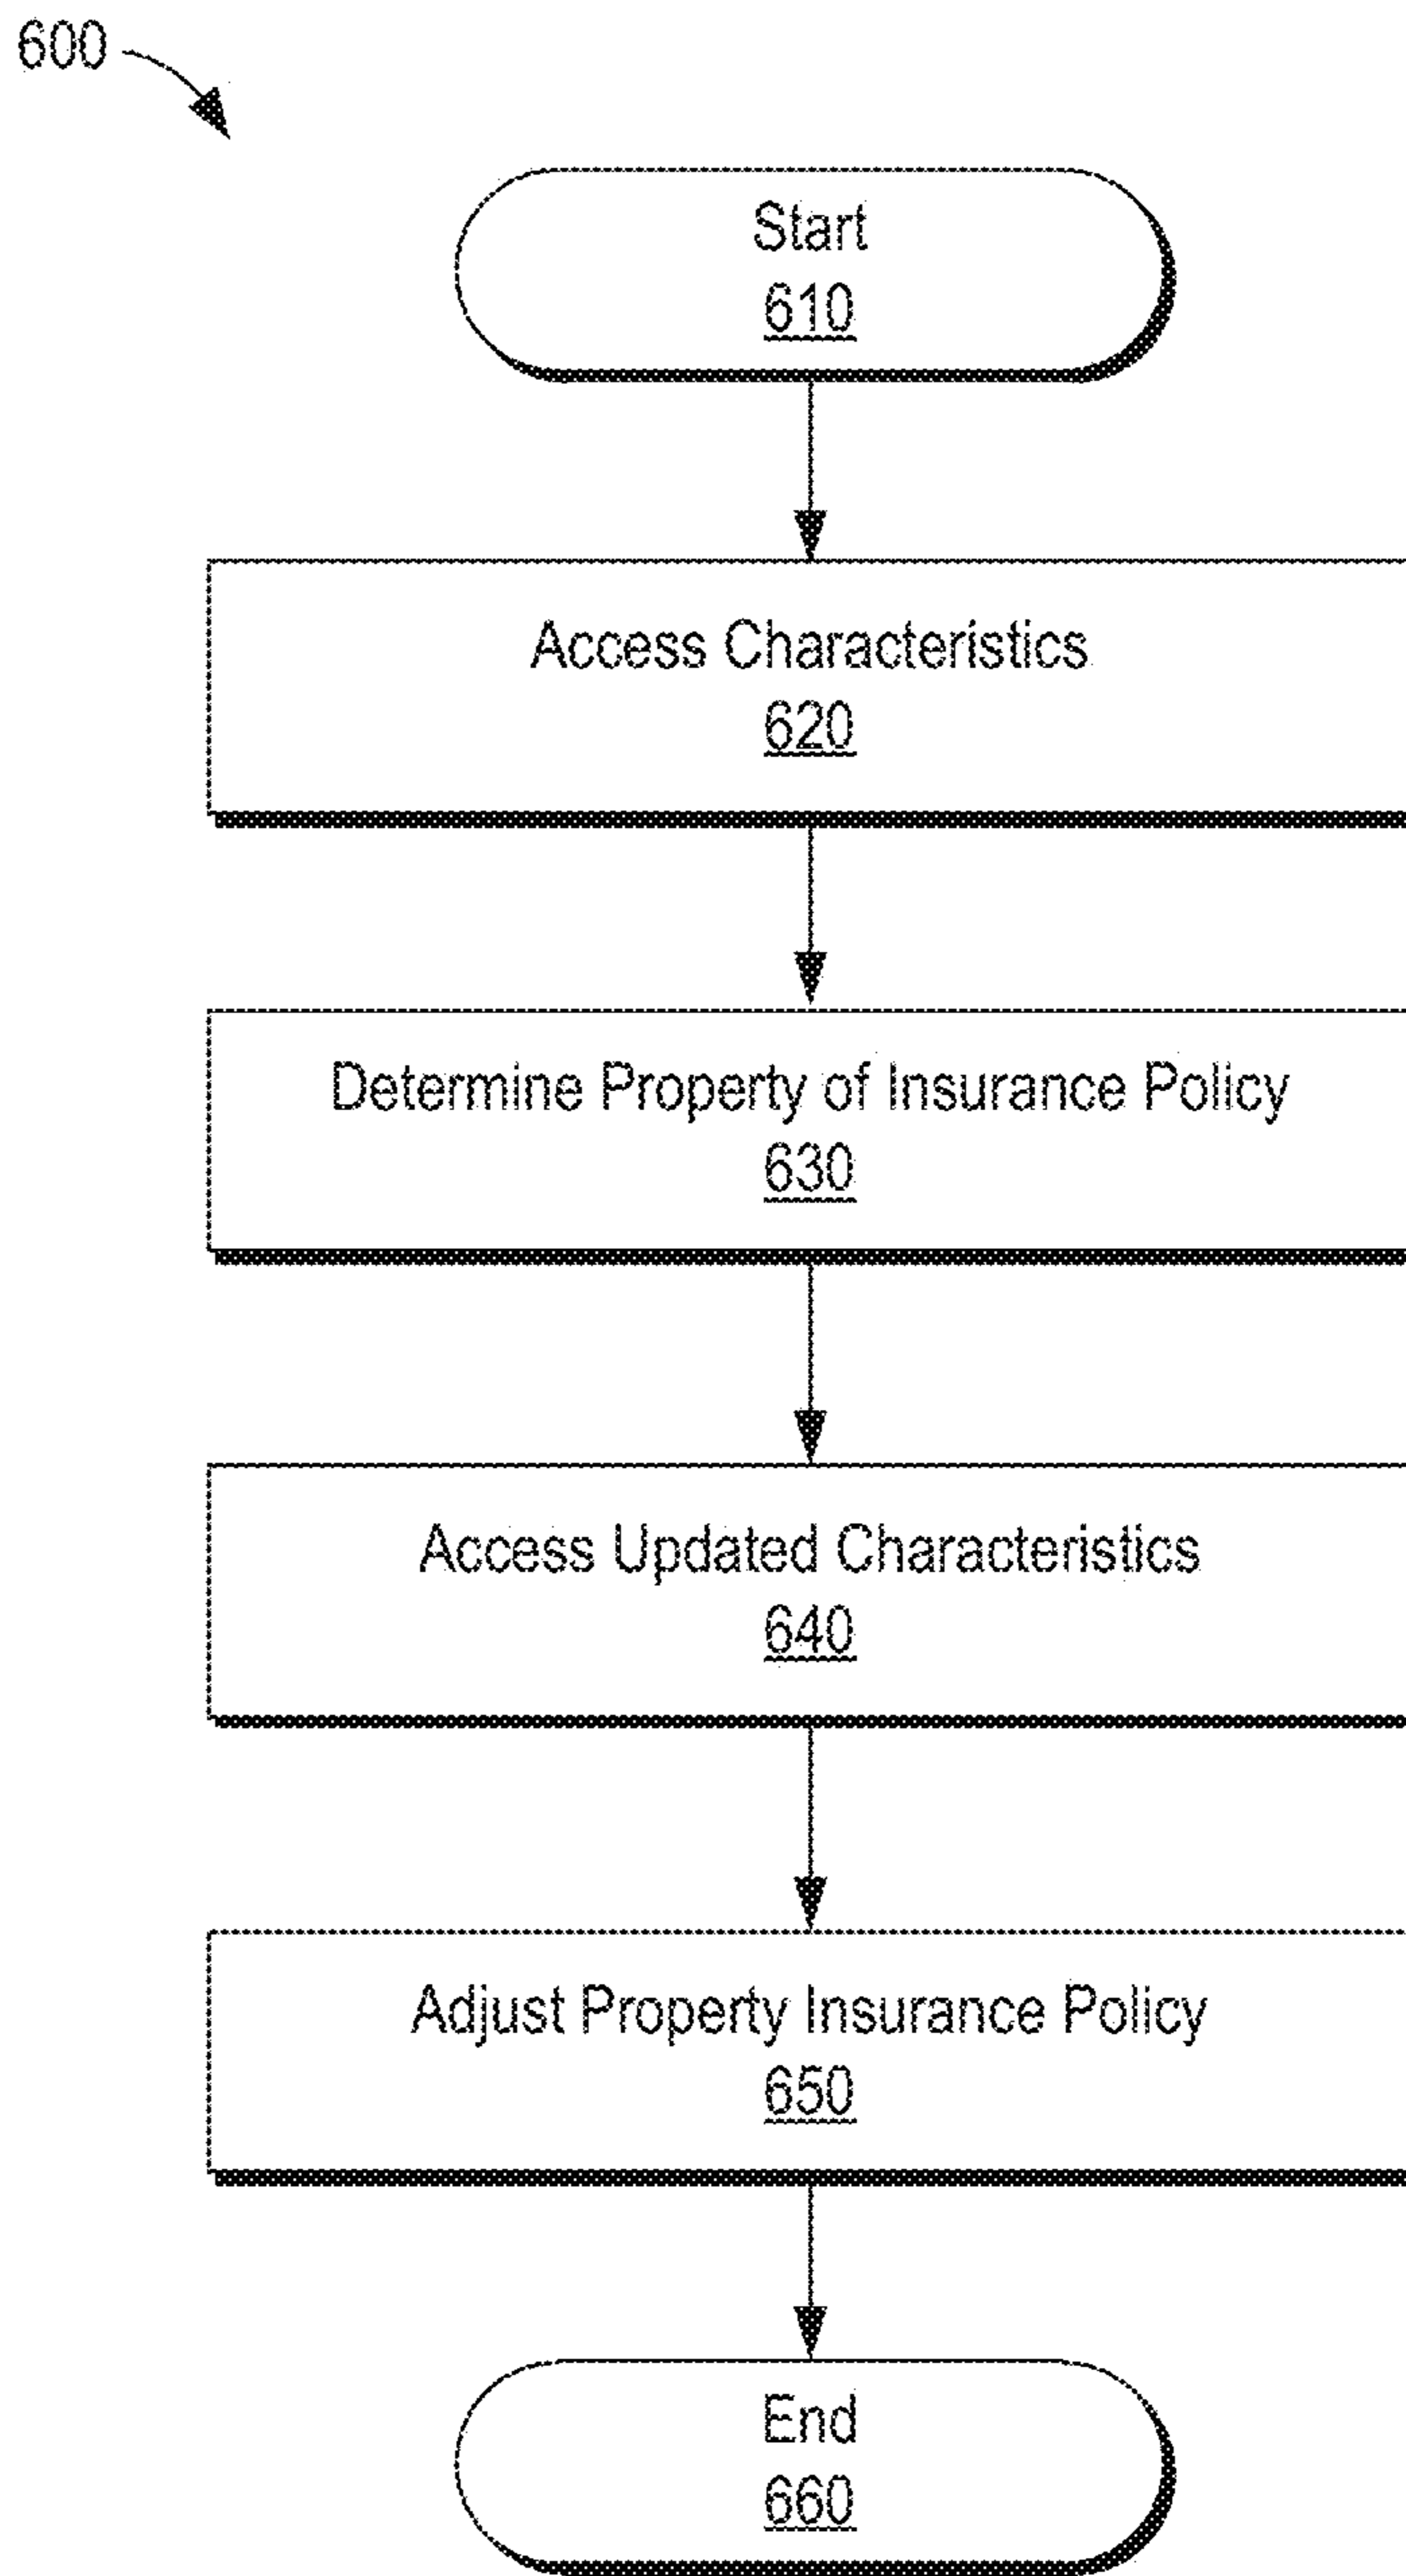 600
Start
610
Access Characteristics
620
Determine Property of Insurance Policy
630
Access Updated Characteristics
640
Adjust Property Insurance Policy
650
End
660